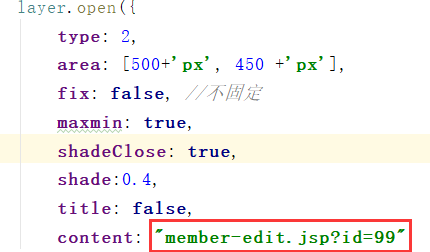 layer.open({
type: 2,
area: [500+'px', 450 +'px'],
fix: false, //不固定
maxmin: true,
shadeClose: true,
shade:0.4,
title: false,
content: "member-edit.jsp?id=99"